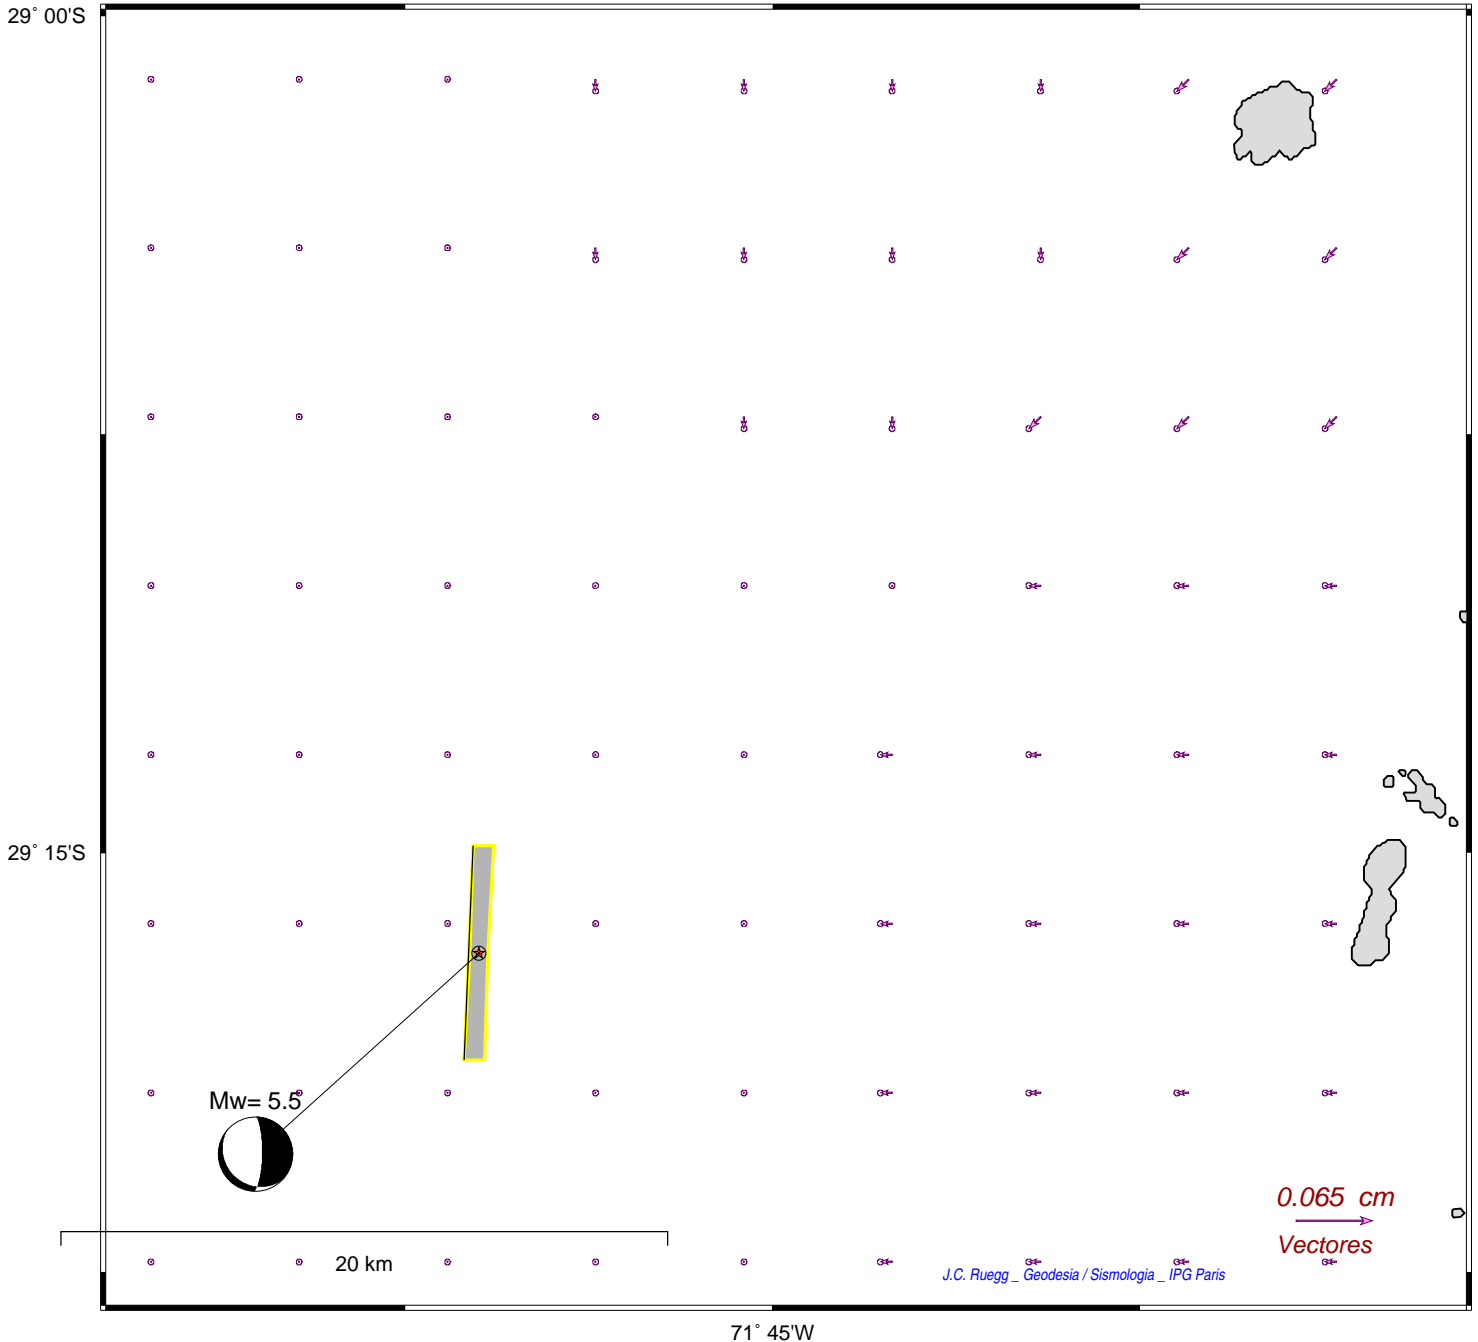 29° 00'S
29° 15'S
Mw= 5.5
0.065 cm
Vectores
20 km
J.C. Ruegg _ Geodesia / Sismologia _ IPG Paris
71° 45'W